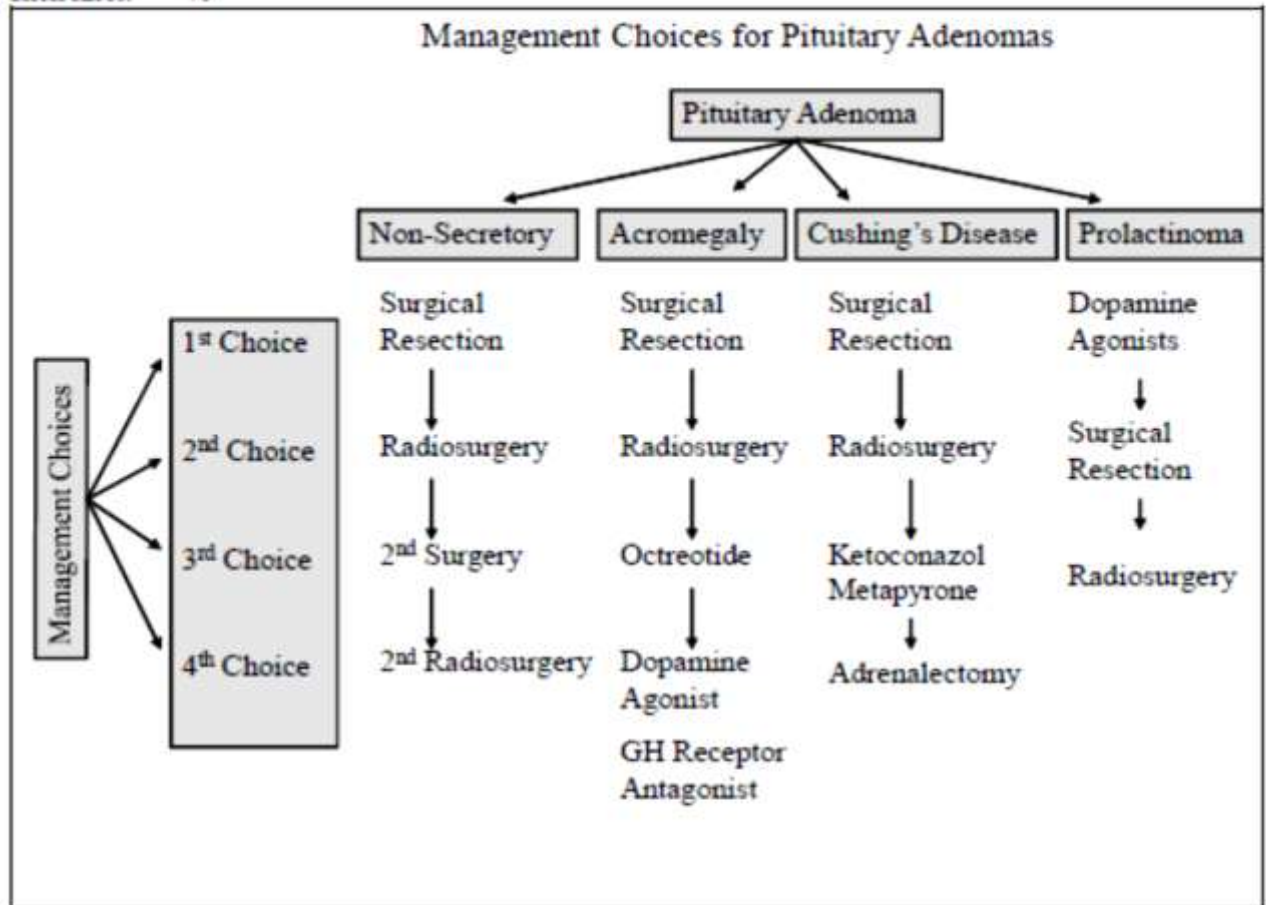 Management Choices for Pituitary Adenomas
Pituitary Adenoma
Non-Secretory
Acromegaly
Cushing's Disease
Prolactinoma
Management Choices
1st Choice
2nd Choice
3rd Choice
4th Choice
Surgical
Resection
Radiosurgery
2nd Surgery
2nd Radiosurgery
Surgical
Resection
Radiosurgery
Octreotide
Dopamine
Agonist
GH Receptor
Antagonist
Surgical
Resection
Radiosurgery
Ketoconazol
Metapyrone
Adrenalectomy
Dopamine
Agonists
Surgical
Resection
Radiosurgery